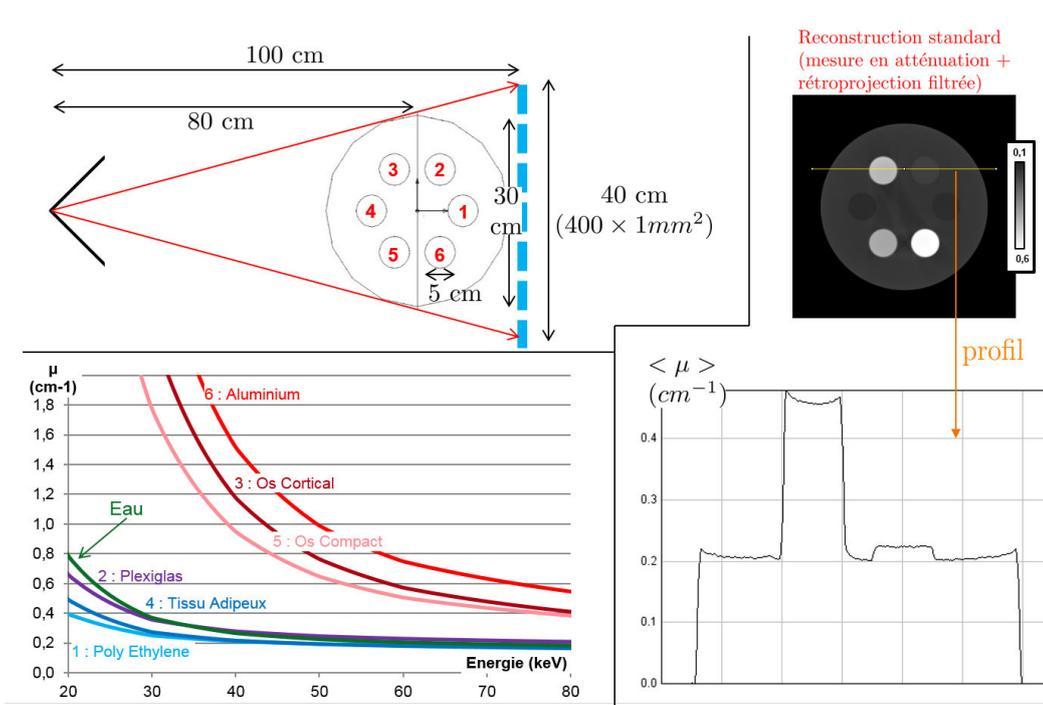 100 cm
80 cm
3
2
4
1
5
6
30
cm
5 cm
40 cm
(400 × 1mm²)
Reconstruction standard
(mesure en atténuation +
rétroprojection filtrée)
0,1
0,6
profil
μ
(cm-1)
1,8
1,6
1,4
1,2
1,0
0,8
0,6
0,4
0,2
0,0
20
30
40
50
60
70
80
6 : Aluminium
3 : Os Cortical
5 : Os Compact
Eau
2 : Plexiglas
4 : Tissu Adipeux
1 : Poly Ethylene
Energie (keV)
< μ >
(cm⁻¹)
0.4
0.3
0.2
0.1
0.0